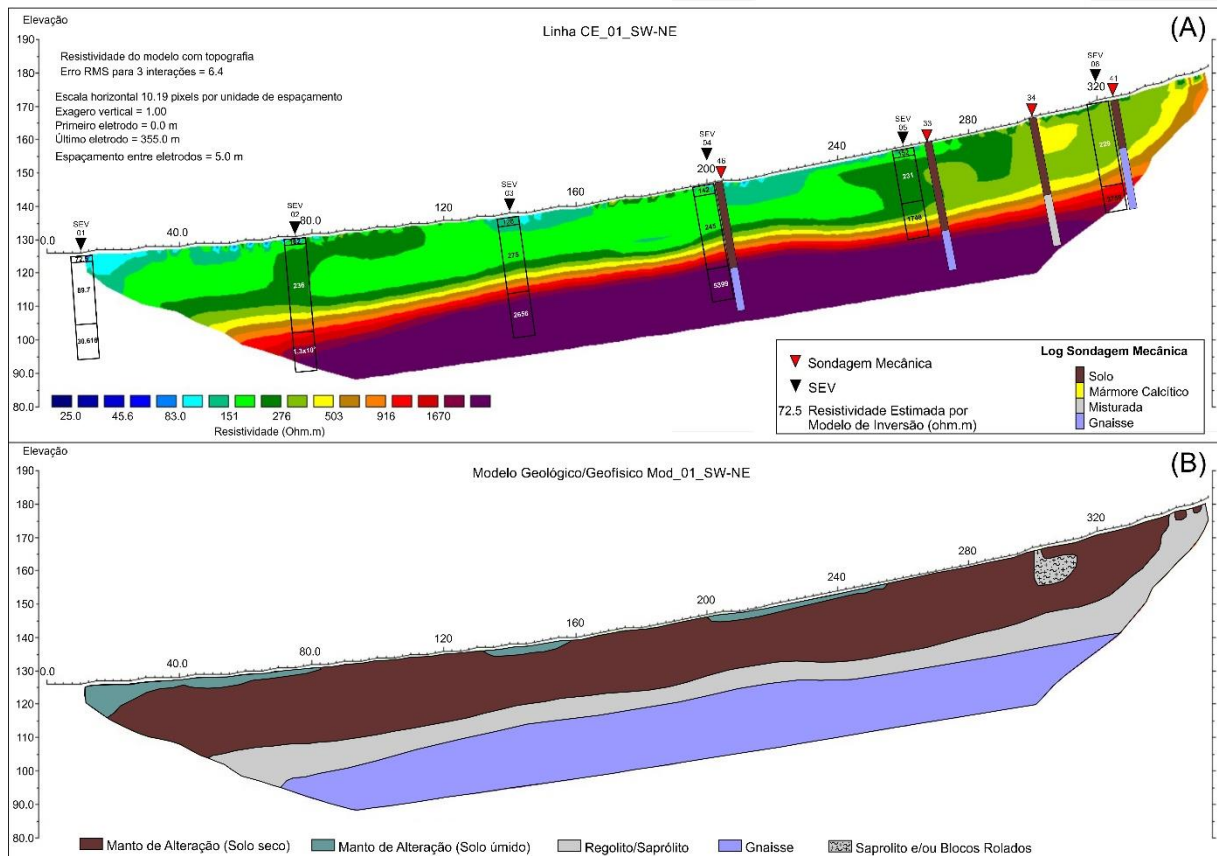 Elevação
(A)
Linha CE_01_SW-NE
190
180
170
160
150
140
130
120
110
100
90.0
80.0
Resistividade do modelo com topografia
Erro RMS para 3 interações = 6.4
Escala horizontal 10.19 pixels por unidade de espaçamento
Exagero vertical = 1.00
Primeiro eletrodo = 0.0 m
Último eletrodo = 355.0 m
Espaçamento entre eletrodos = 5.0 m
0.0
40.0
80.0
120
160
200
240
280
320
SEV 01
SEV 02
SEV 03
SEV 04
46
SEV 05
33
34
SEV 06
41
89.7
30.618
236
275
2656
142
245
5399
231
1748
229
25.0 45.6 83.0 151 276 503 916 1670
Resistividade (Ohm.m)
Sondagem Mecânica
SEV
72.5 Resistividade Estimada por
Modelo de Inversão (ohm.m)
Log Sondagem Mecânica
Solo
Mármore Calcítico
Misturada
Gnaisse
Elevação
(B)
Modelo Geológico/Geofísico Mod_01_SW-NE
190
180
170
160
150
140
130
120
110
100
90.0
80.0
0.0
40.0
80.0
120
160
200
240
280
320
Manto de Alteração (Solo seco)
Manto de Alteração (Solo úmido)
Regolito/Saprólito
Gnaisse
Saprolito e/ou Blocos Rolados